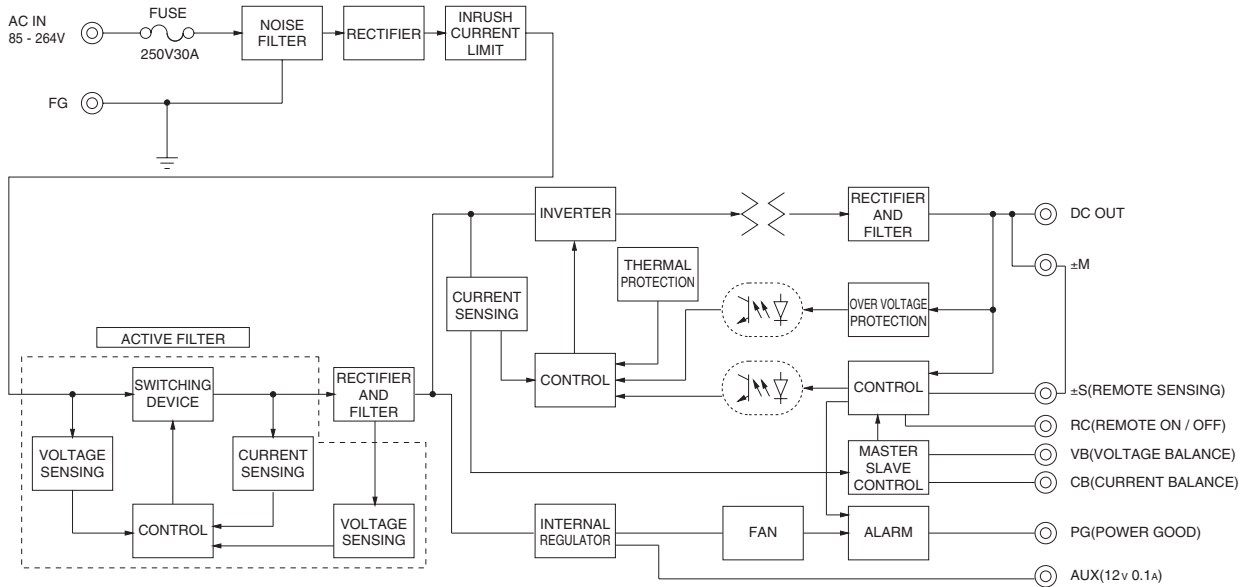 AC IN
85 - 264V
FUSE
250V30A
NOISE
FILTER
RECTIFIER
INRUSH
CURRENT
LIMIT
FG
INVERTER
RECTIFIER
AND
FILTER
DC OUT
±M
THERMAL
PROTECTION
CURRENT
SENSING
OVER VOLTAGE
PROTECTION
ACTIVE FILTER
SWITCHING
DEVICE
RECTIFIER
AND
FILTER
CONTROL
CONTROL
±S(REMOTE SENSING)
RC(REMOTE ON / OFF)
VOLTAGE
SENSING
CURRENT
SENSING
MASTER
SLAVE
CONTROL
VB(VOLTAGE BALANCE)
CB(CURRENT BALANCE)
CONTROL
VOLTAGE
SENSING
INTERNAL
REGULATOR
FAN
ALARM
PG(POWER GOOD)
AUX(12V 0.1A)